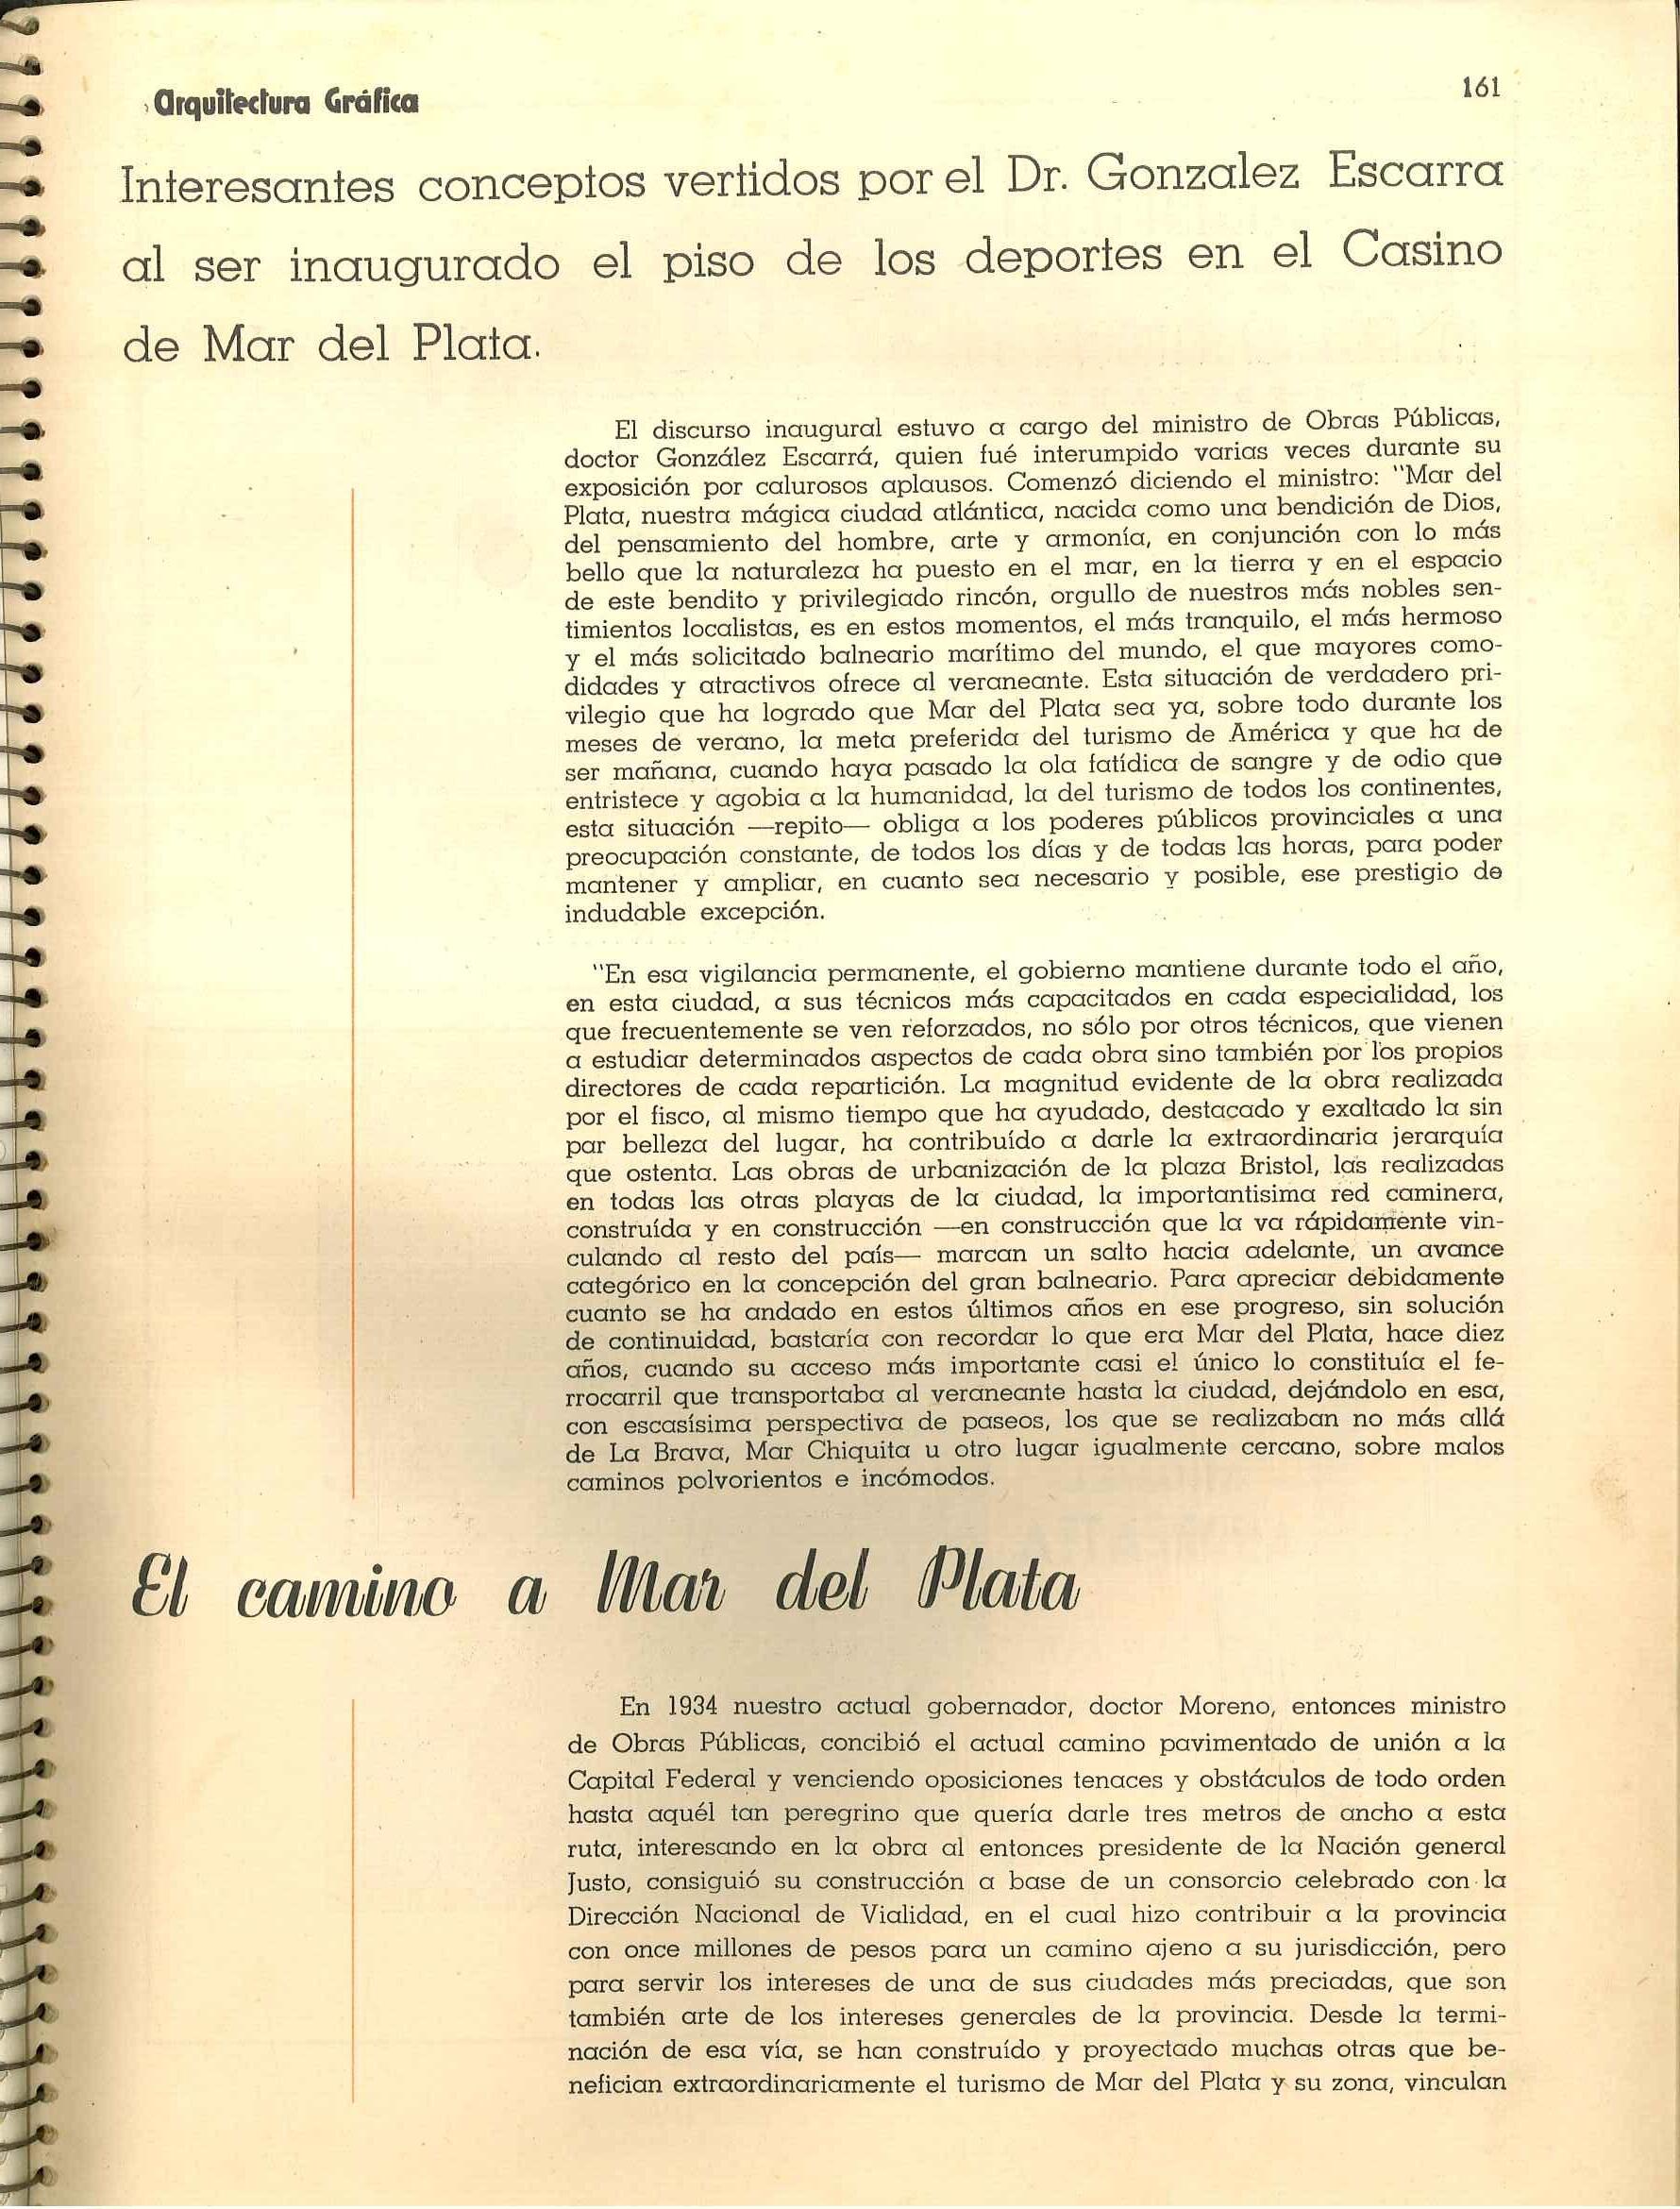 Arquitectura Gráfica
161
Interesantes conceptos vertidos por el Dr. Gonzalez Escarra
al ser inaugurado el piso de los deportes en el Casino
de Mar del Plata.
El discurso inaugural estuvo a cargo del ministro de Obras Públicas,
doctor González Escarrá, quien fué interumpido varias veces durante su
exposición por calurosos aplausos. Comenzó diciendo el ministro: "Mar del
Plata, nuestra mágica ciudad atlántica, nacida como una bendición de Dios,
del pensamiento del hombre, arte y armonía, en conjunción con lo más
bello que la naturaleza ha puesto en el mar, en la tierra y en el espacio
de este bendito y privilegiado rincón, orgullo de nuestros más nobles sen-
timientos localistas, es en estos momentos, el más tranquilo, el más hermoso
y el más solicitado balneario marítimo del mundo, el que mayores como-
didades y atractivos ofrece al veraneante. Esta situación de verdadero pri-
vilegio que ha logrado que Mar del Plata sea ya, sobre todo durante los
meses de verano, la meta preferida del turismo de América y que ha de
ser mañana, cuando haya pasado la ola fatídica de sangre y de odio que
entristece y agobia a la humanidad, la del turismo de todos los continentes,
esta situación —repito— obliga a los poderes públicos provinciales a una
preocupación constante, de todos los días y de todas las horas, para poder
mantener y ampliar, en cuanto sea necesario y posible, ese prestigio de
indudable excepción.
"En esa vigilancia permanente, el gobierno mantiene durante todo el año,
en esta ciudad, a sus técnicos más capacitados en cada especialidad, los
que frecuentemente se ven reforzados, no sólo por otros técnicos, que vienen
a estudiar determinados aspectos de cada obra sino también por los propios
directores de cada repartición. La magnitud evidente de la obra realizada
por el fisco, al mismo tiempo que ha ayudado, destacado y exaltado la sin
par belleza del lugar, ha contribuído a darle la extraordinaria jerarquía
que ostenta. Las obras de urbanización de la plaza Bristol, las realizadas
en todas las otras playas de la ciudad, la importantisima red caminera,
construída y en construcción —en construcción que la va rápidamente vin-
culando al resto del país— marcan un salto hacia adelante, un avance
categórico en la concepción del gran balneario. Para apreciar debidamente
cuanto se ha andado en estos últimos años en ese progreso, sin solución
de continuidad, bastaría con recordar lo que era Mar del Plata, hace diez
años, cuando su acceso más importante casi el único lo constituía el fe-
rrocarril que transportaba al veraneante hasta la ciudad, dejándolo en esa,
con escasísima perspectiva de paseos, los que se realizaban no más allá
de La Brava, Mar Chiquita u otro lugar igualmente cercano, sobre malos
caminos polvorientos e incómodos.
El camino a Mar del Plata
En 1934 nuestro actual gobernador, doctor Moreno, entonces ministro
de Obras Públicas, concibió el actual camino pavimentado de unión a la
Capital Federal y venciendo oposiciones tenaces y obstáculos de todo orden
hasta aquél tan peregrino que quería darle tres metros de ancho a esta
ruta, interesando en la obra al entonces presidente de la Nación general
Justo, consiguió su construcción a base de un consorcio celebrado con la
Dirección Nacional de Vialidad, en el cual hizo contribuir a la provincia
con once millones de pesos para un camino ajeno a su jurisdicción, pero
para servir los intereses de una de sus ciudades más preciadas, que son
también arte de los intereses generales de la provincia. Desde la termi-
nación de esa vía, se han construído y proyectado muchas otras que be-
nefician extraordinariamente el turismo de Mar del Plata y su zona, vinculan